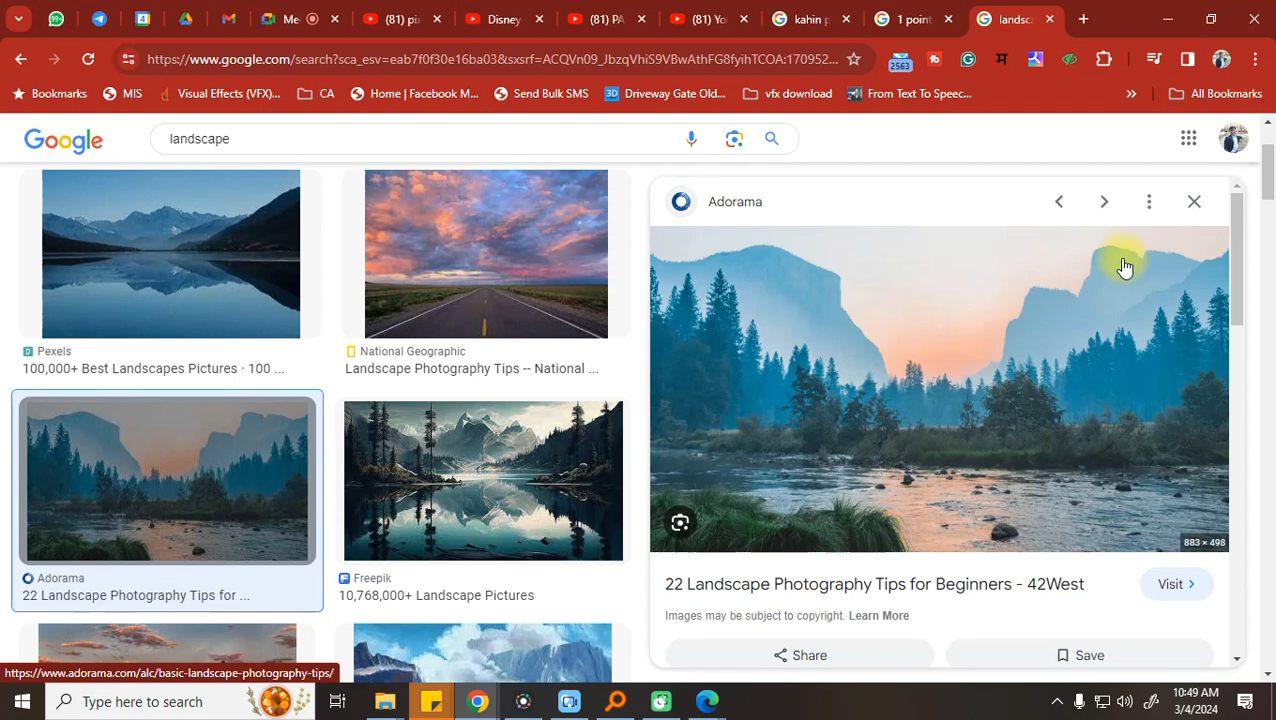 Me
(81) pix
Disney
(81) PA
(81) Yo
kahin p
1 point
landsca
https://www.google.com/search?sca_esv=eab7f0f30e16ba03&sxsrf=ACQVn09_JbzqVhiS9VBwAthFG8fyihTCOA:170952...
2563
म
Bookmarks
MIS
Visual Effects (VFX)...
CA
Home | Facebook M...
Send Bulk SMS
3D Driveway Gate Old...
vfx download
From Text To Speec...
»
All Bookmarks
Google
landscape
Pexels
100,000+ Best Landscapes Pictures · 100 ...
National Geographic
Landscape Photography Tips -- National ...
Adorama
22 Landscape Photography Tips for ...
Freepik
10,768,000+ Landscape Pictures
Adorama
883 × 498
22 Landscape Photography Tips for Beginners - 42West
Visit
Images may be subject to copyright. Learn More
Share
Save
https://www.adorama.com/alc/basic-landscape-photography-tips/
Type here to search
10:49 AM
3/4/2024